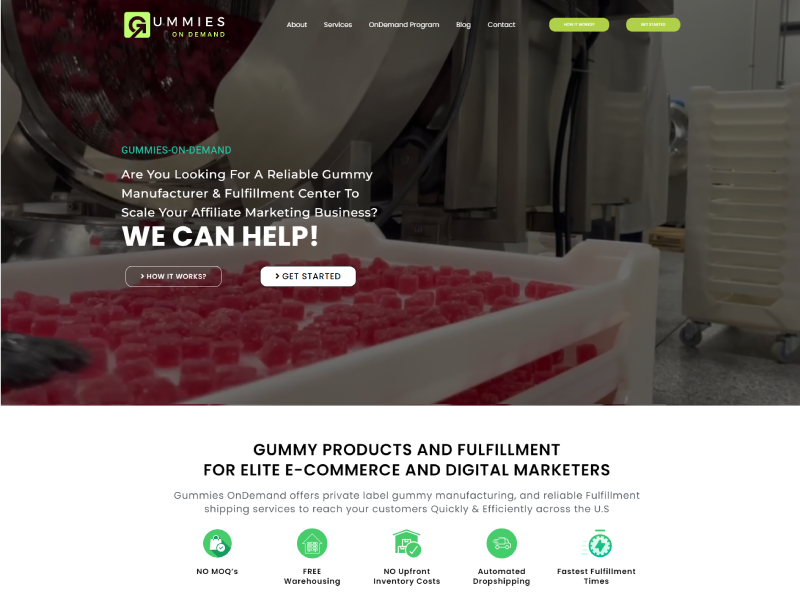 GUMMIES
ON DEMAND
About Services OnDemand Program Blog Contact HOW IT WORKS? GET STARTED
GUMMIES-ON-DEMAND
Are You Looking For A Reliable Gummy
Manufacturer & Fulfillment Center To
Scale Your Affiliate Marketing Business?
WE CAN HELP!
> HOW IT WORKS? > GET STARTED
GUMMY PRODUCTS AND FULFILLMENT
FOR ELITE E-COMMERCE AND DIGITAL MARKETERS
Gummies OnDemand offers private label gummy manufacturing, and reliable Fulfillment
shipping services to reach your customers Quickly & Efficiently across the U.S
NO MOQ's
FREE
Warehousing
NO Upfront
Inventory Costs
Automated
Dropshipping
Fastest Fulfillment
Times